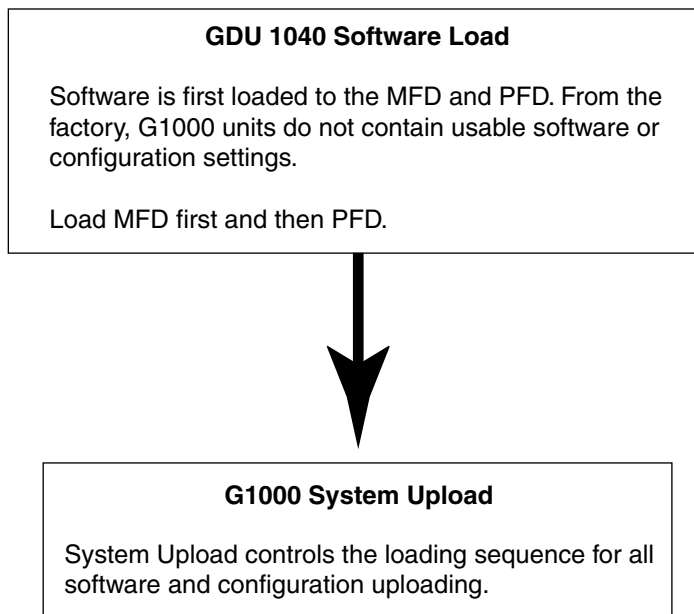 GDU 1040 Software Load
Software is first loaded to the MFD and PFD. From the
factory, G1000 units do not contain usable software or
configuration settings.
Load MFD first and then PFD.
G1000 System Upload
System Upload controls the loading sequence for all
software and configuration uploading.